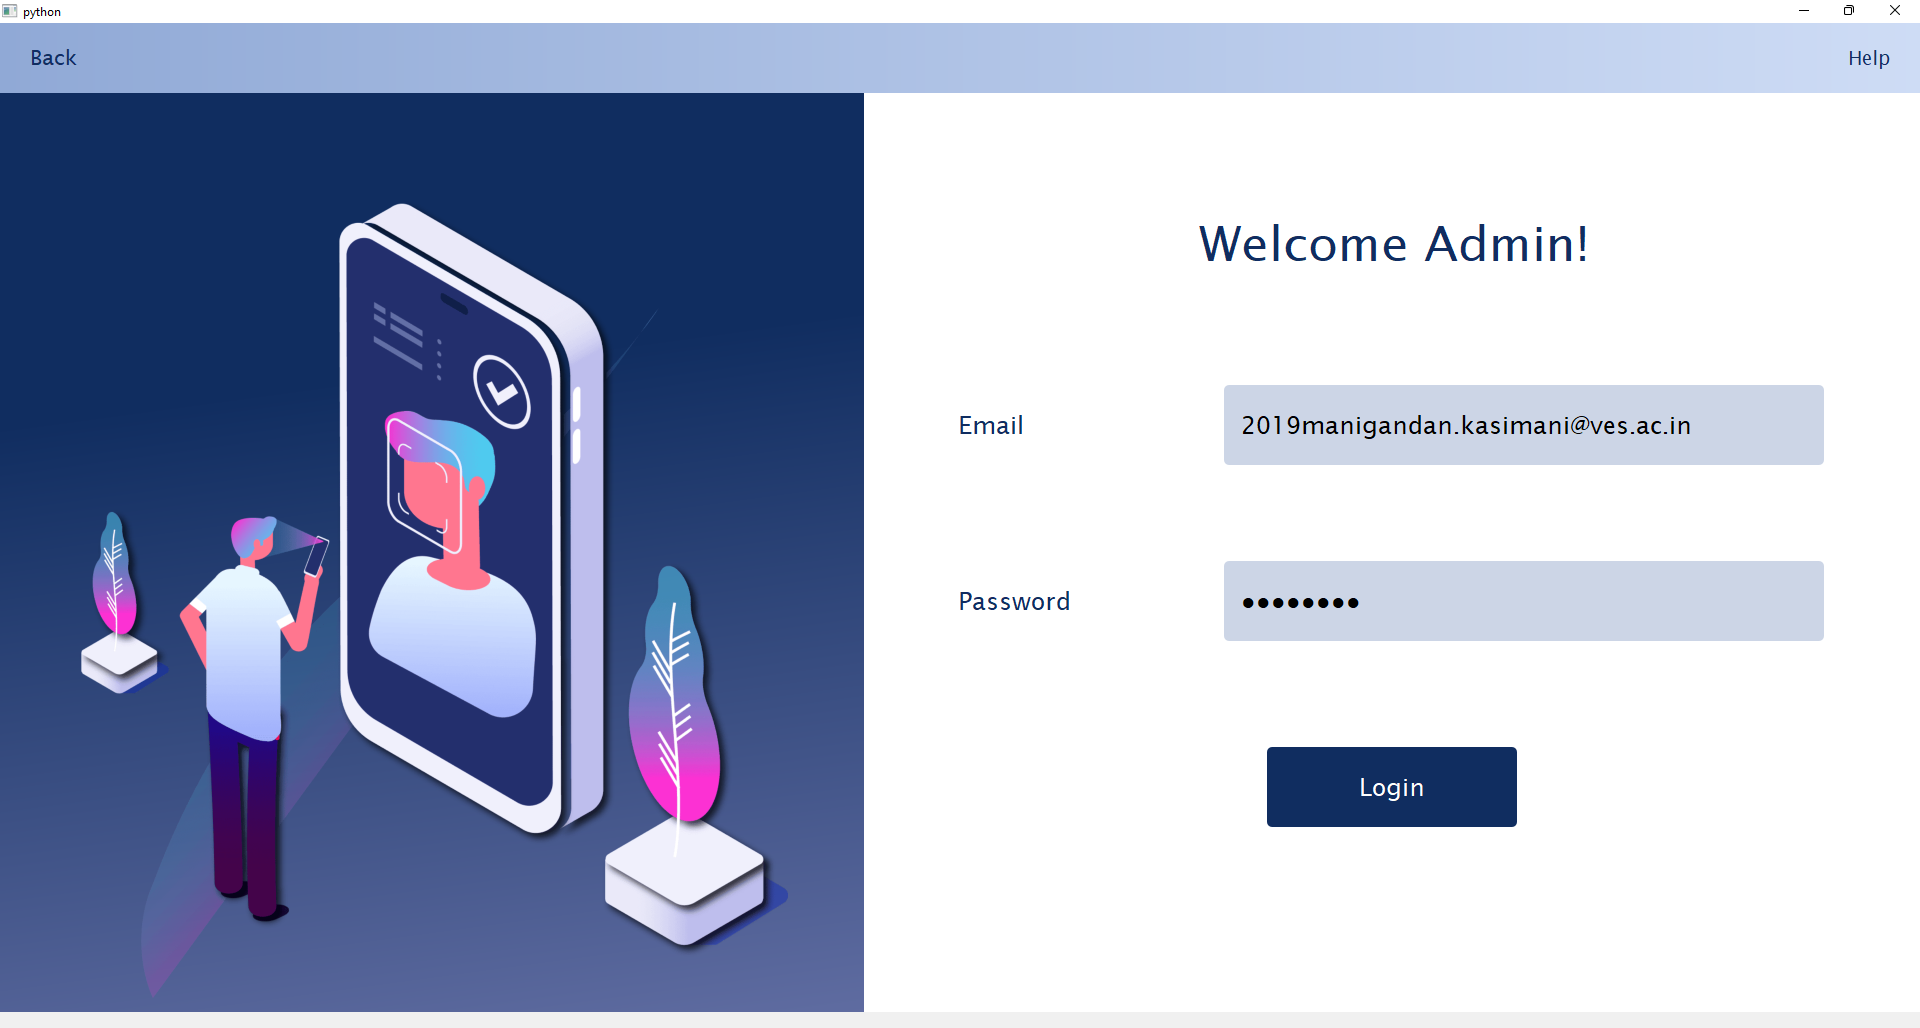 python
Back
Help
Welcome Admin!
Email
2019manigandan.kasimani@ves.ac.in
Password
••••••••
Login